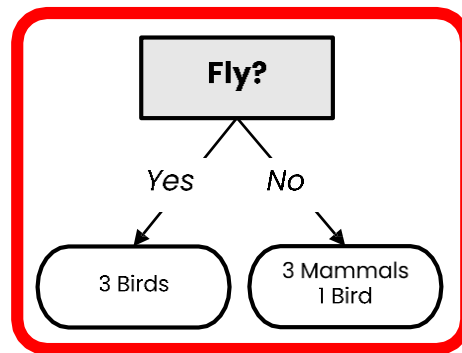 Fly?
Yes
No
3 Birds
3 Mammals
1 Bird